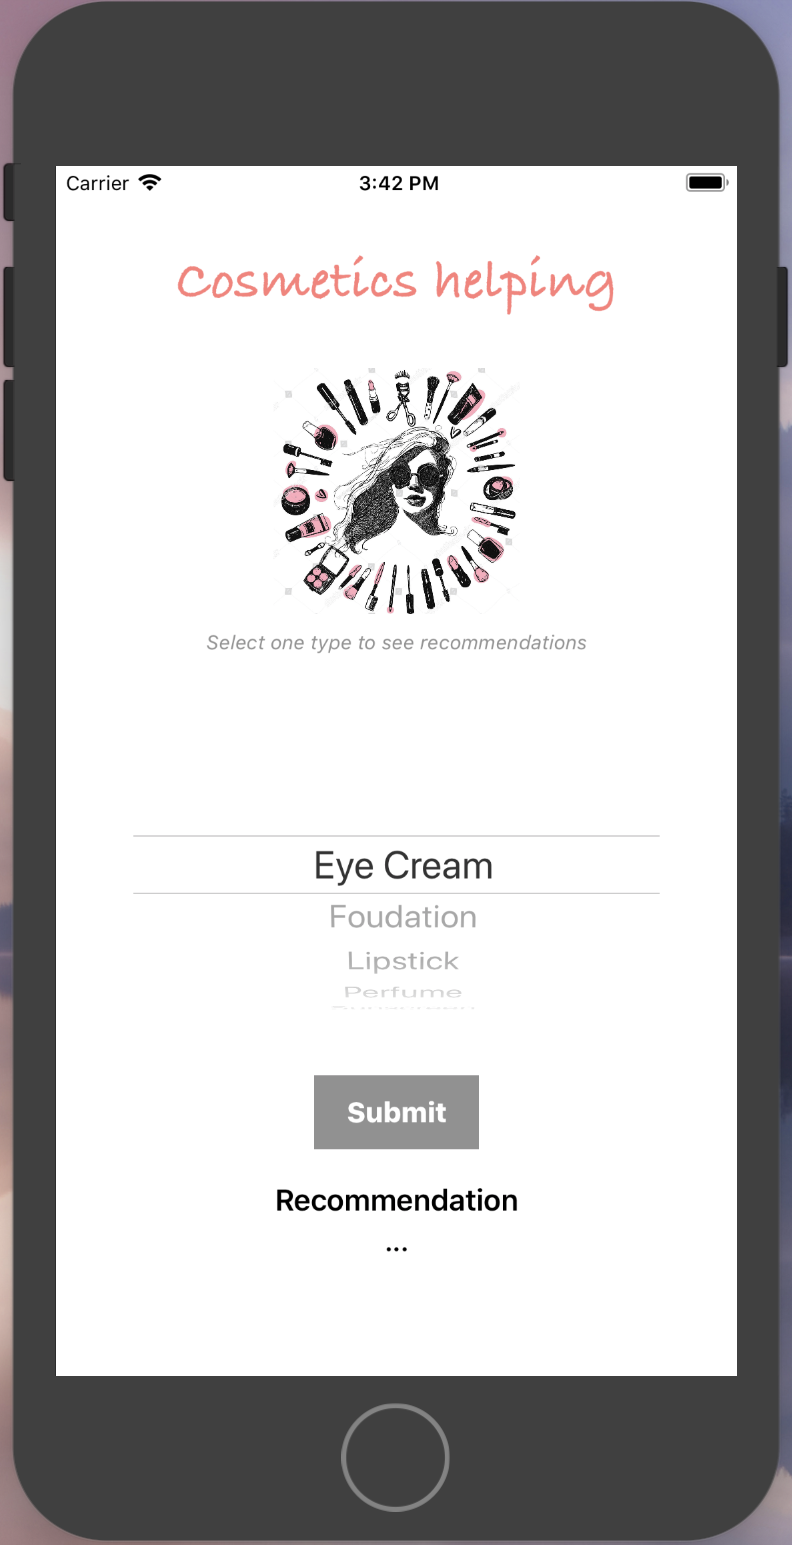 Carrier
3:42 PM
Cosmetics helping
Select one type to see recommendations
Eye Cream
Foudation
Lipstick
Perfume
Submit
Recommendation
...